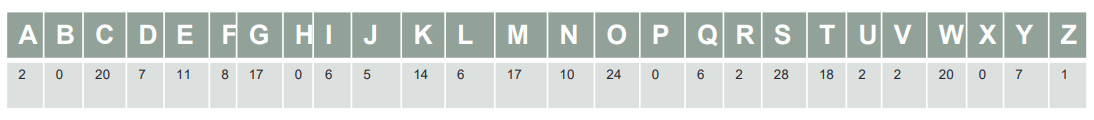 A B C D E F G H I J K L M N O P Q R S T U V W X Y Z
2 0 20 7 11 8 17 0 6 5 14 6 17 10 24 0 6 2 28 18 2 2 20 0 7 1